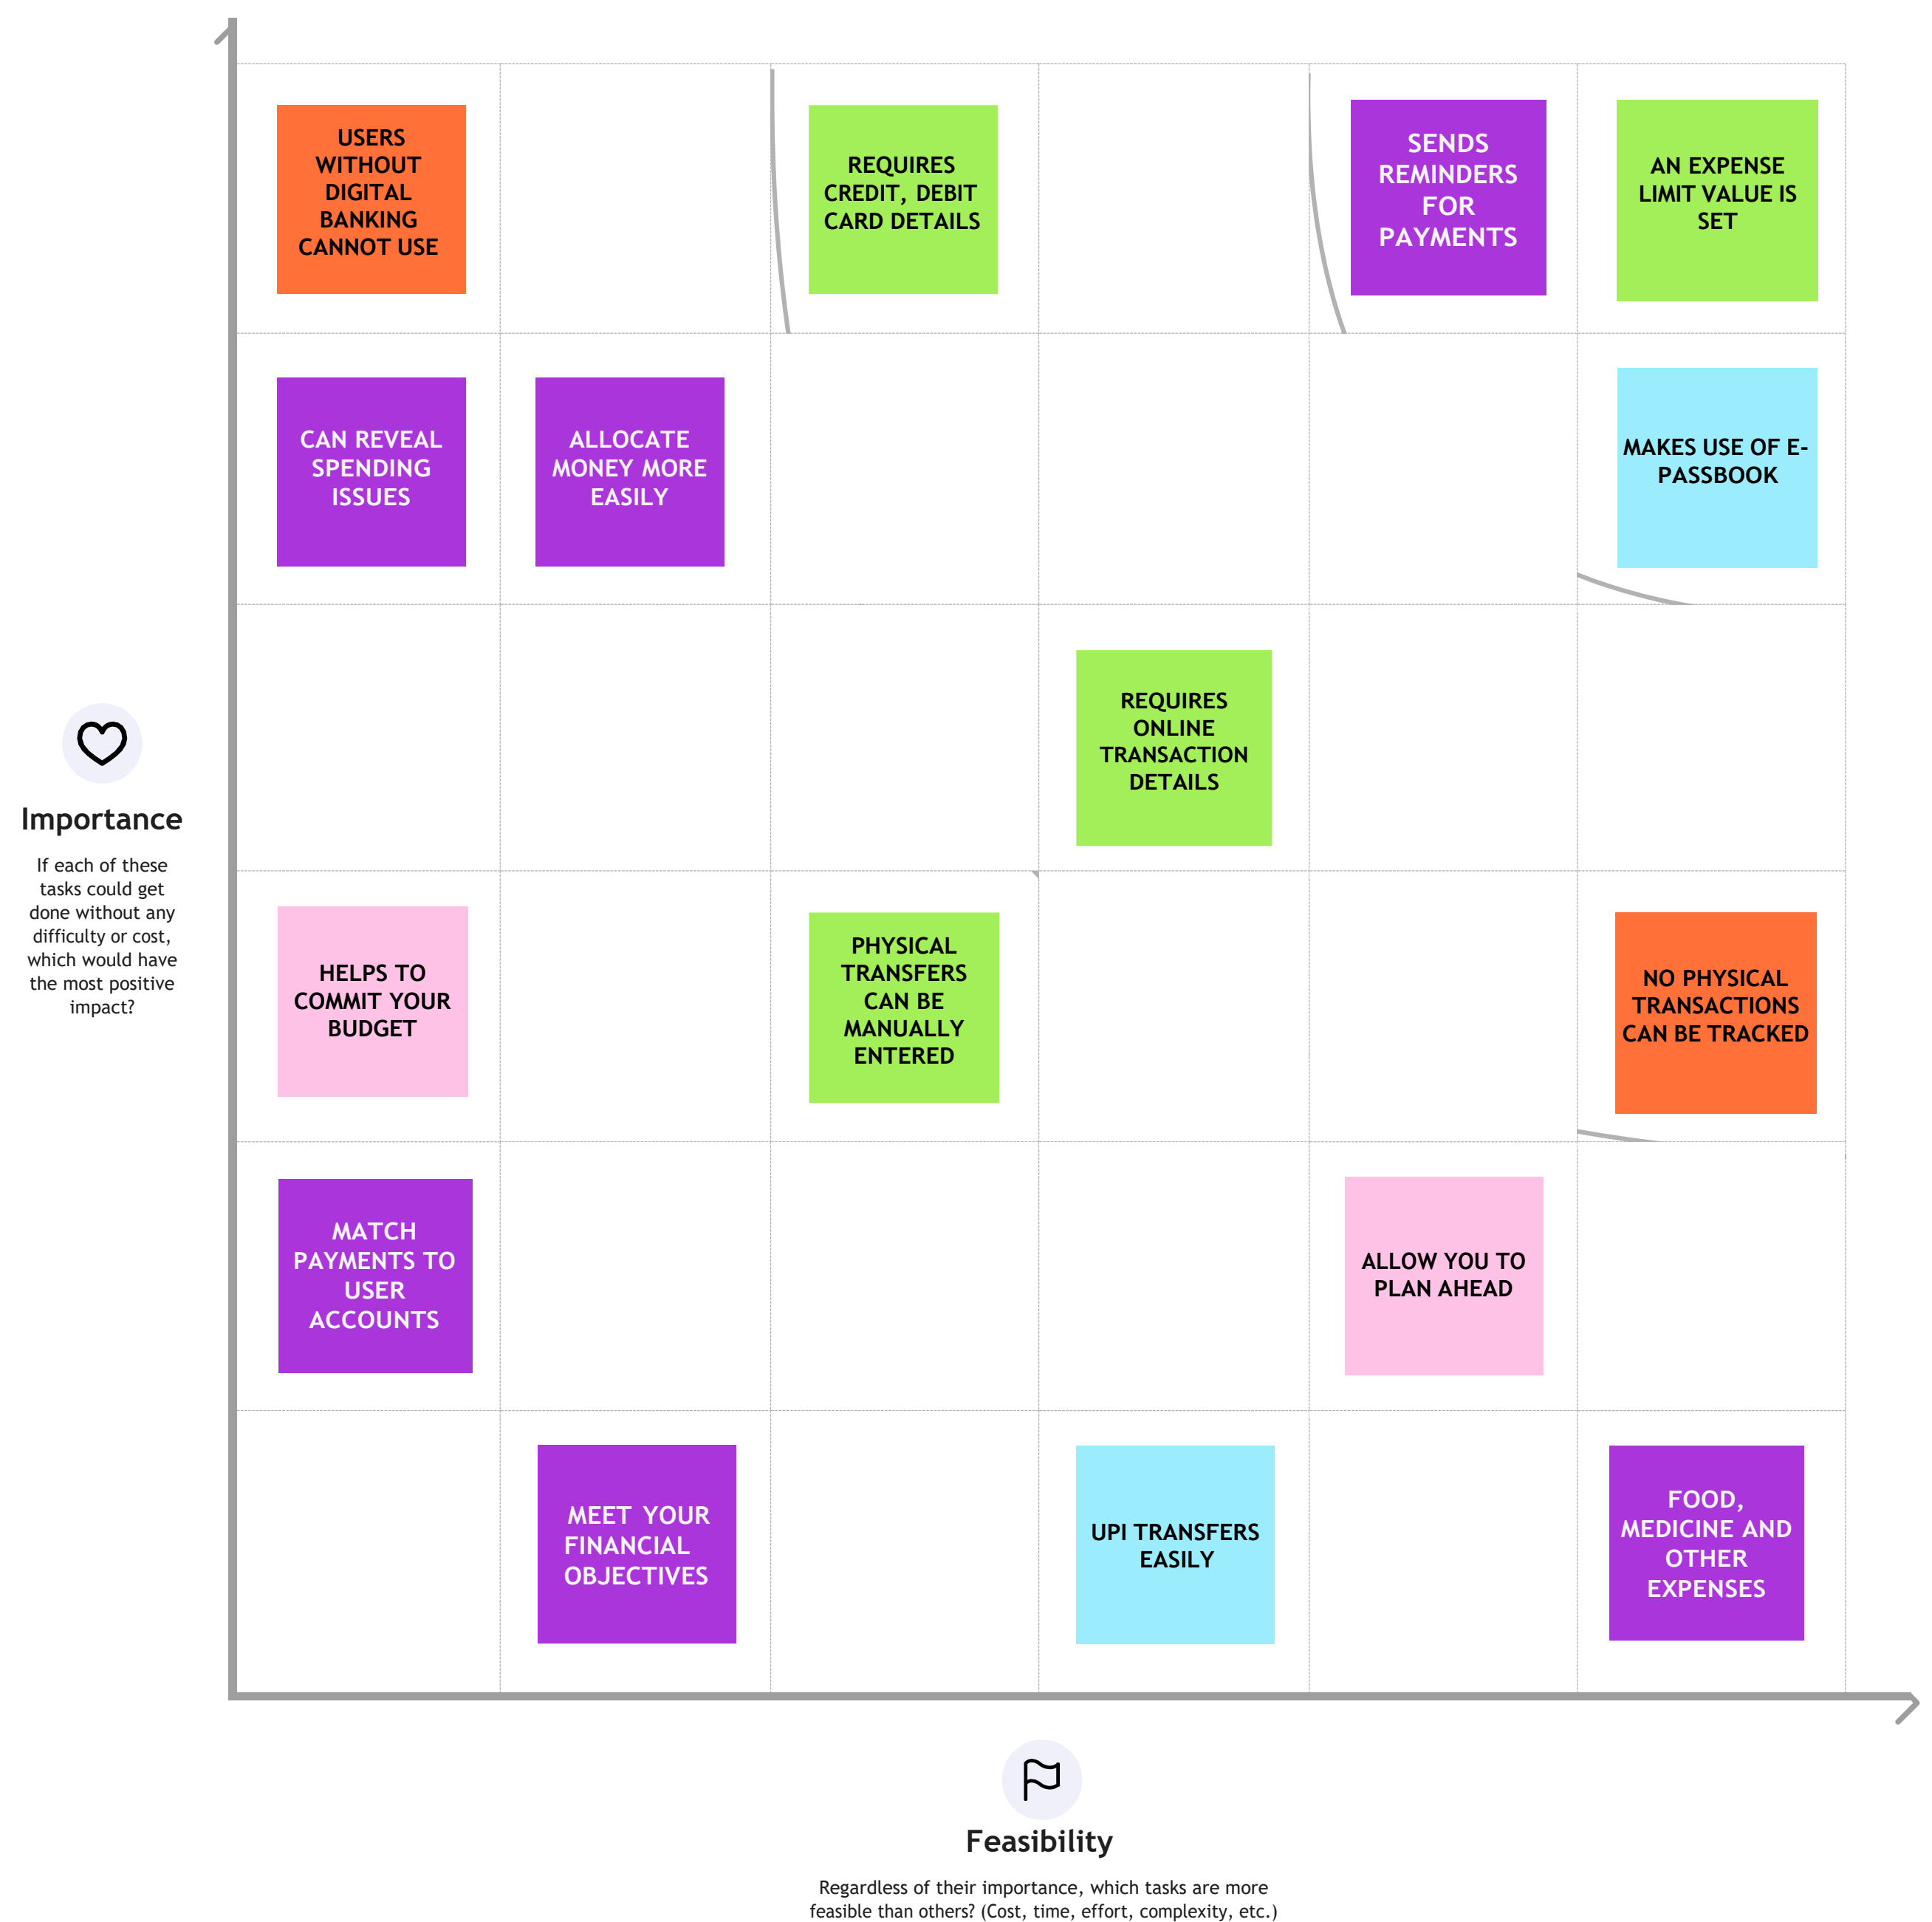 USERS
WITHOUT
DIGITAL
BANKING
CANNOT USE
REQUIRES
CREDIT, DEBIT
CARD DETAILS
SENDS
REMINDERS
FOR
PAYMENTS
AN EXPENSE
LIMIT VALUE IS
SET
CAN REVEAL
SPENDING
ISSUES
ALLOCATE
MONEY MORE
EASILY
MAKES USE OF E-
PASSBOOK
REQUIRES
ONLINE
TRANSACTION
DETAILS
Importance
If each of these
tasks could get
done without any
difficulty or cost,
which would have
the most positive
impact?
HELPS TO
COMMIT YOUR
BUDGET
PHYSICAL
TRANSFERS
CAN BE
MANUALLY
ENTERED
NO PHYSICAL
TRANSACTIONS
CAN BE TRACKED
MATCH
PAYMENTS TO
USER
ACCOUNTS
ALLOW YOU TO
PLAN AHEAD
MEET YOUR
FINANCIAL
OBJECTIVES
UPI TRANSFERS
EASILY
FOOD,
MEDICINE AND
OTHER
EXPENSES
Feasibility
Regardless of their importance, which tasks are more
feasible than others? (Cost, time, effort, complexity, etc.)